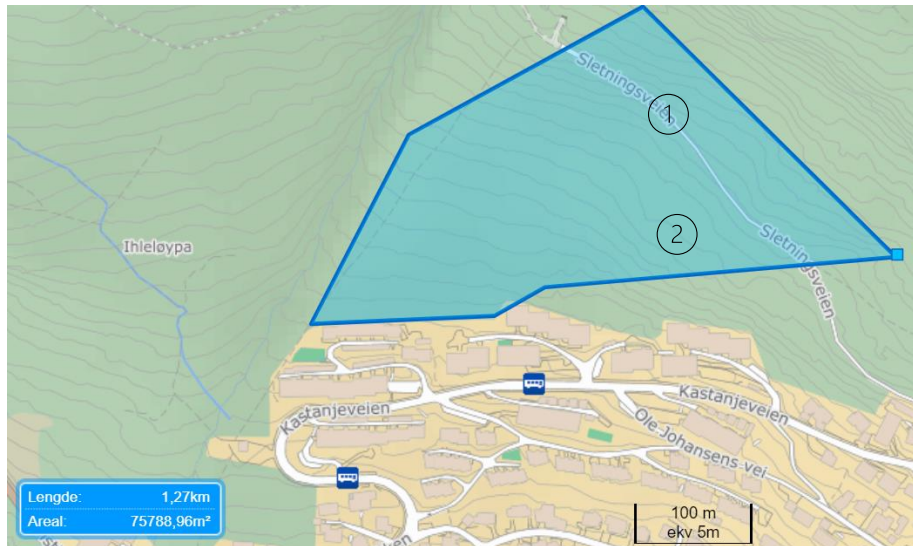 Sletningsveien
1
2
Sletningsveien
Ihleløypa
Kastanjeveien
Kastanjeveien
Ole Johansens vei
Lengde: 1,27km
Areal: 75788,96m²
100 m
ekv 5m